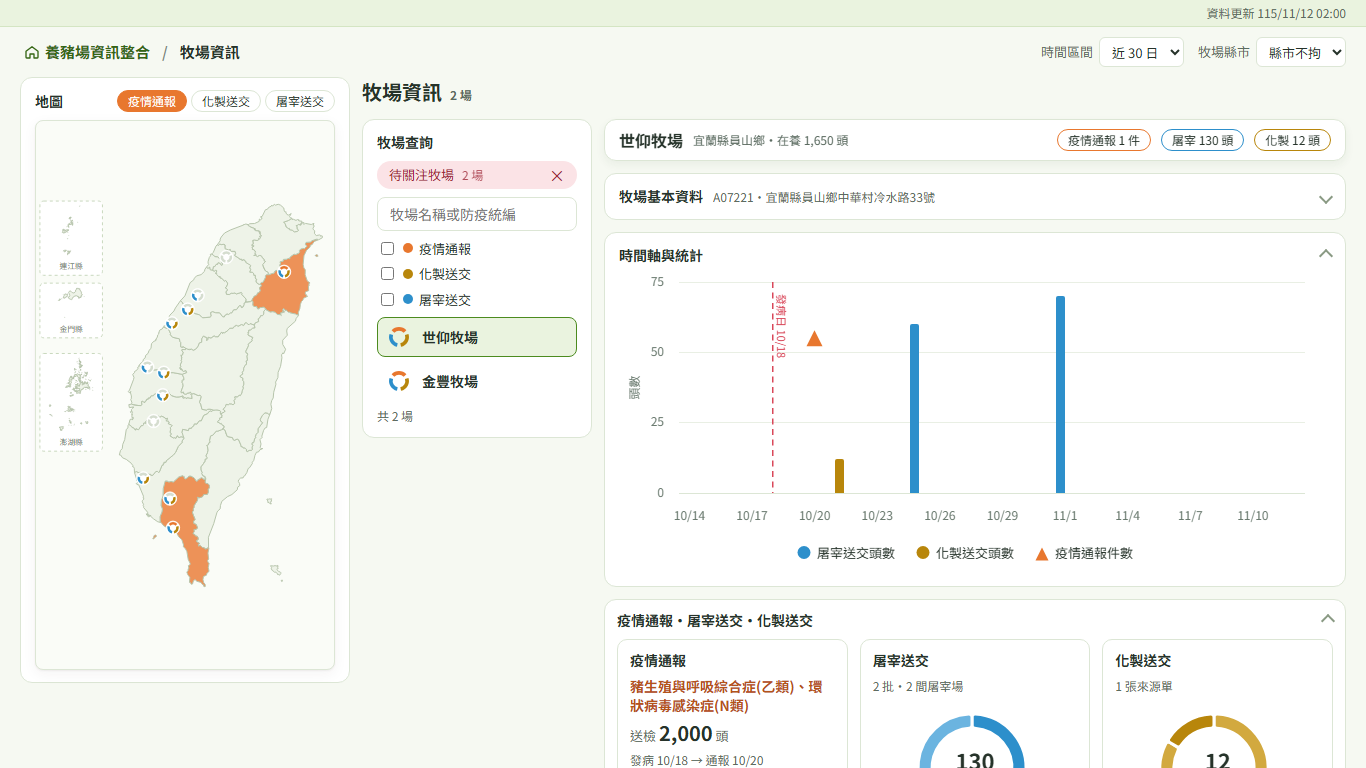 資料更新 115/11/12 02:00
養豬場資訊整合 / 牧場資訊
時間區間 近 30 日 牧場縣市 縣市不拘
地圖 疫情通報 化製送交 屠宰送交
連江縣
金門縣
澎湖縣
牧場資訊 2 場
牧場查詢
待關注牧場 2 場
牧場名稱或防疫統編
疫情通報
化製送交
屠宰送交
世仰牧場
金豐牧場
共 2 場
世仰牧場 宜蘭縣員山鄉・在養 1,650 頭 疫情通報 1 件 屠宰 130 頭 化製 12 頭
牧場基本資料 A07221・宜蘭縣員山鄉中華村冷水路33號
時間軸與統計
75
50
25
0
頭數
發病日 10/18
10/14 10/17 10/20 10/23 10/26 10/29 11/1 11/4 11/7 11/10
屠宰送交頭數 化製送交頭數 疫情通報件數
疫情通報・屠宰送交・化製送交
疫情通報
豬生殖與呼吸綜合症(乙類)、環
狀病毒感染症(N類)
送檢 2,000 頭
發病 10/18 → 通報 10/20
屠宰送交
2 批・2 間屠宰場
130
化製送交
1 張來源單
12